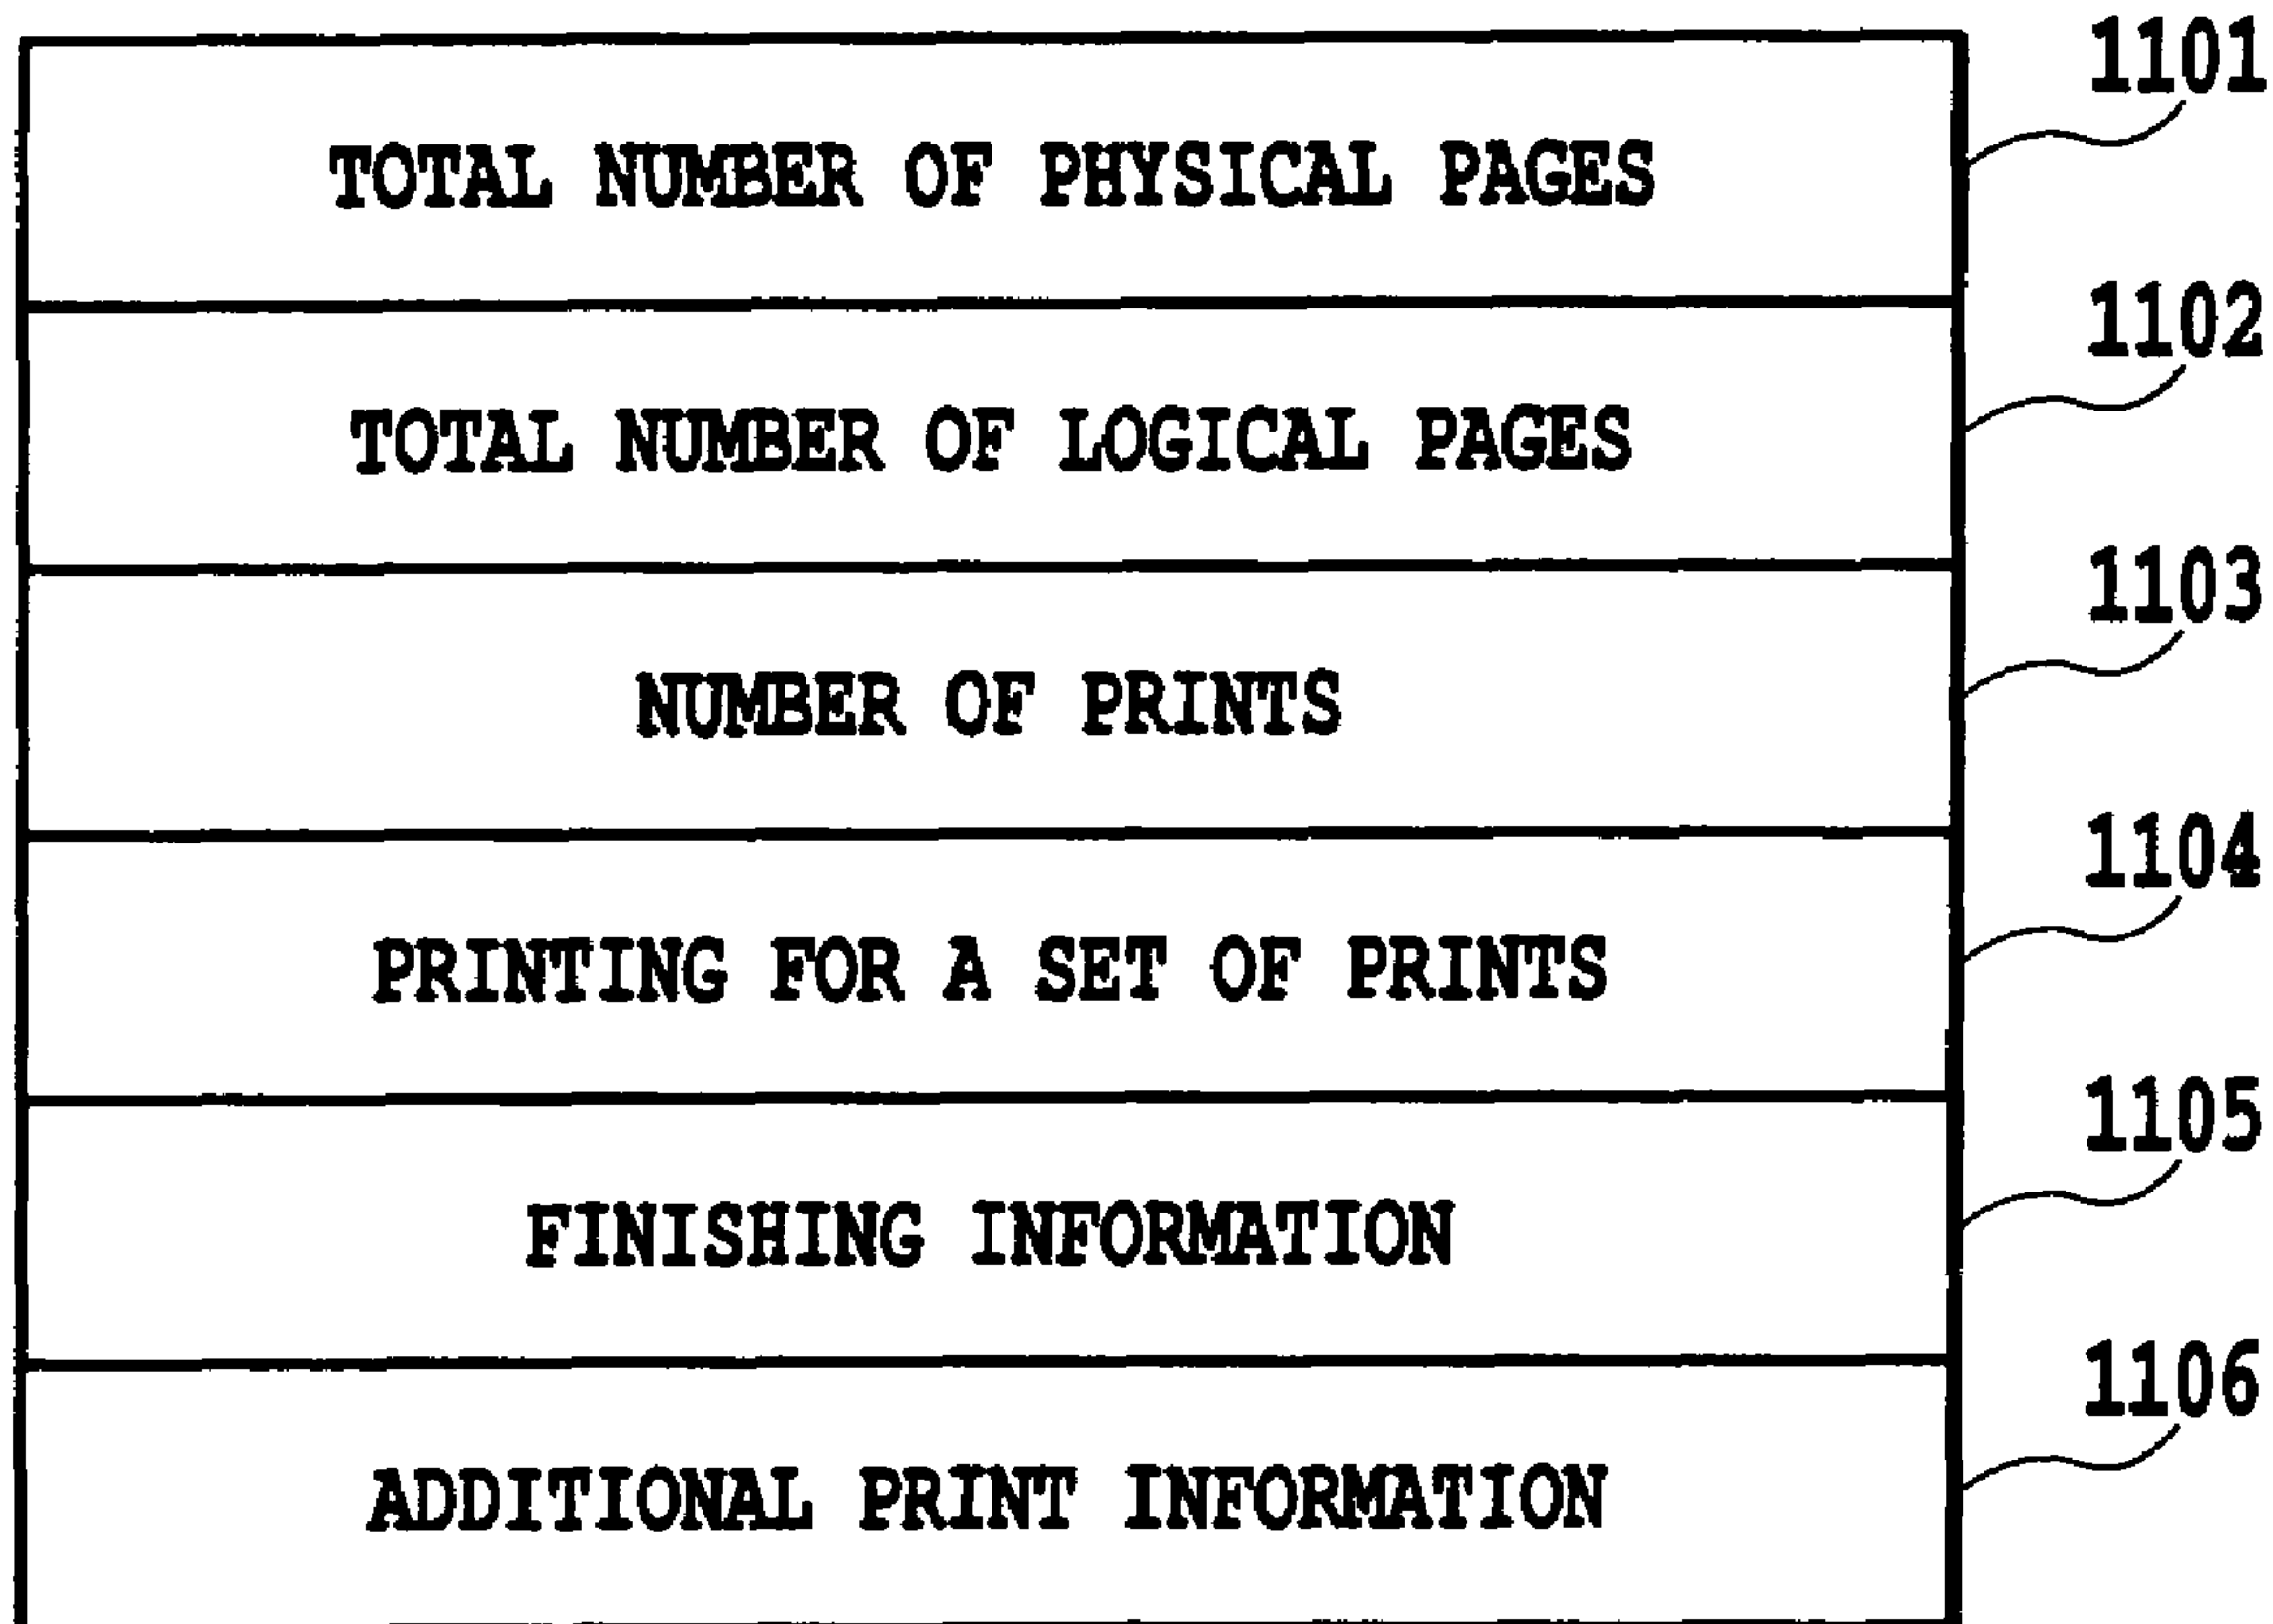 1101
TOTAL NUMBER OF PHYSICAL PAGES
1102
TOTAL NUMBER OF LOGICAL PAGES
1103
NUMBER OF PRINTS
1104
PRINTING FOR A SET OF PRINTS
1105
FINISHING INFORMATION
1106
ADDITIONAL PRINT INFORMATION